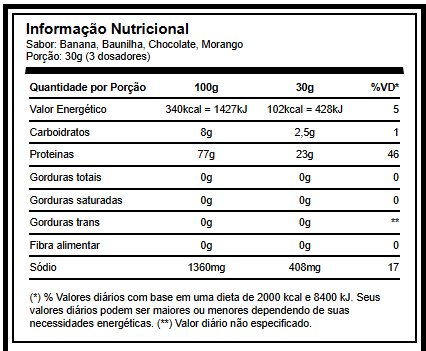 Informação Nutricional
Sabor: Banana, Baunilha, Chocolate, Morango
Porção: 30g (3 dosadores)
Quantidade por Porção 100g 30g %VD*
Valor Energético 340kcal = 1427kJ 102kcal = 428kJ 5
Carboidratos 8g 2,5g 1
Proteinas 77g 23g 46
Gorduras totais 0g 0g 0
Gorduras saturadas 0g 0g 0
Gorduras trans 0g 0g **
Fibra alimentar 0g 0g 0
Sódio 1360mg 408mg 17
(*) % Valores diários com base em uma dieta de 2000 kcal e 8400 kJ. Seus
valores diários podem ser maiores ou menores dependendo de suas
necessidades energéticas. (**) Valor diário não especificado.